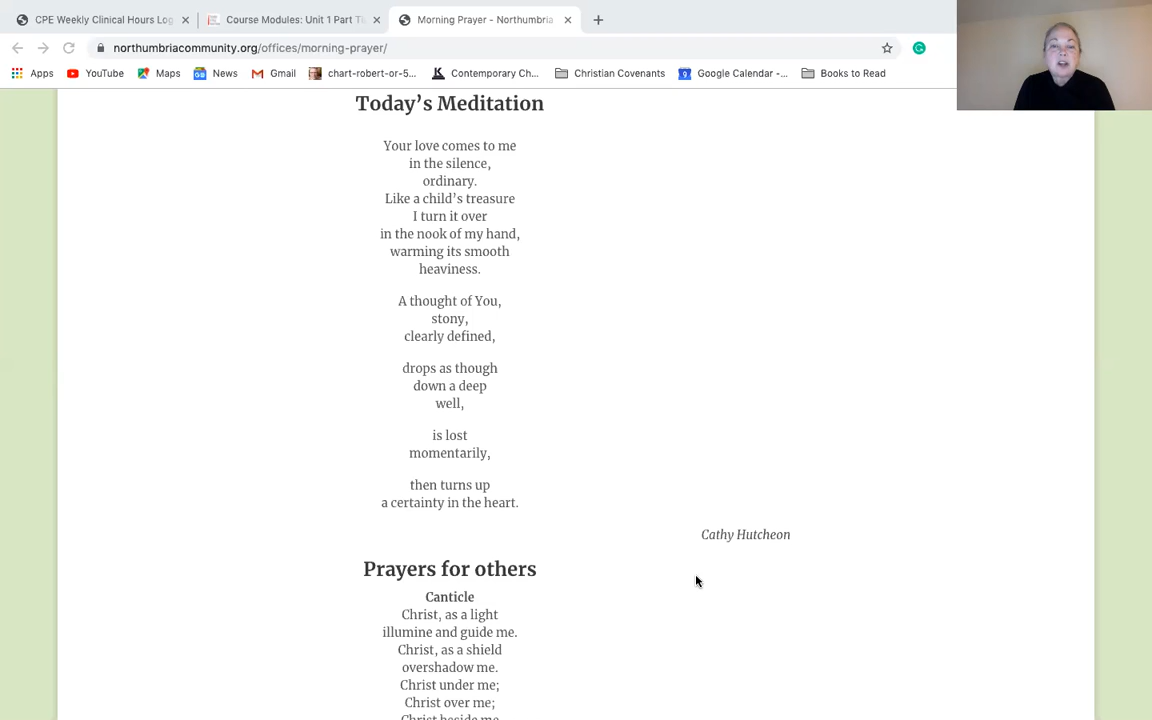 CPE Weekly Clinical Hours Log
Course Modules: Unit 1 Part Tw
Morning Prayer - Northumbria
northumbriacommunity.org/offices/morning-prayer/
Apps
YouTube
Maps
News
Gmail
chart-robert-or-5...
Contemporary Ch...
Christian Covenants
Google Calendar -...
Books to Read
Today’s Meditation
Your love comes to me
in the silence,
ordinary.
Like a child’s treasure
I turn it over
in the nook of my hand,
warming its smooth
heaviness.
A thought of You,
stony,
clearly defined,
drops as though
down a deep
well,
is lost
momentarily,
then turns up
a certainty in the heart.
Cathy Hutcheon
Prayers for others
Canticle
Christ, as a light
illumine and guide me.
Christ, as a shield
overshadow me.
Christ under me;
Christ over me;
Christ beside me